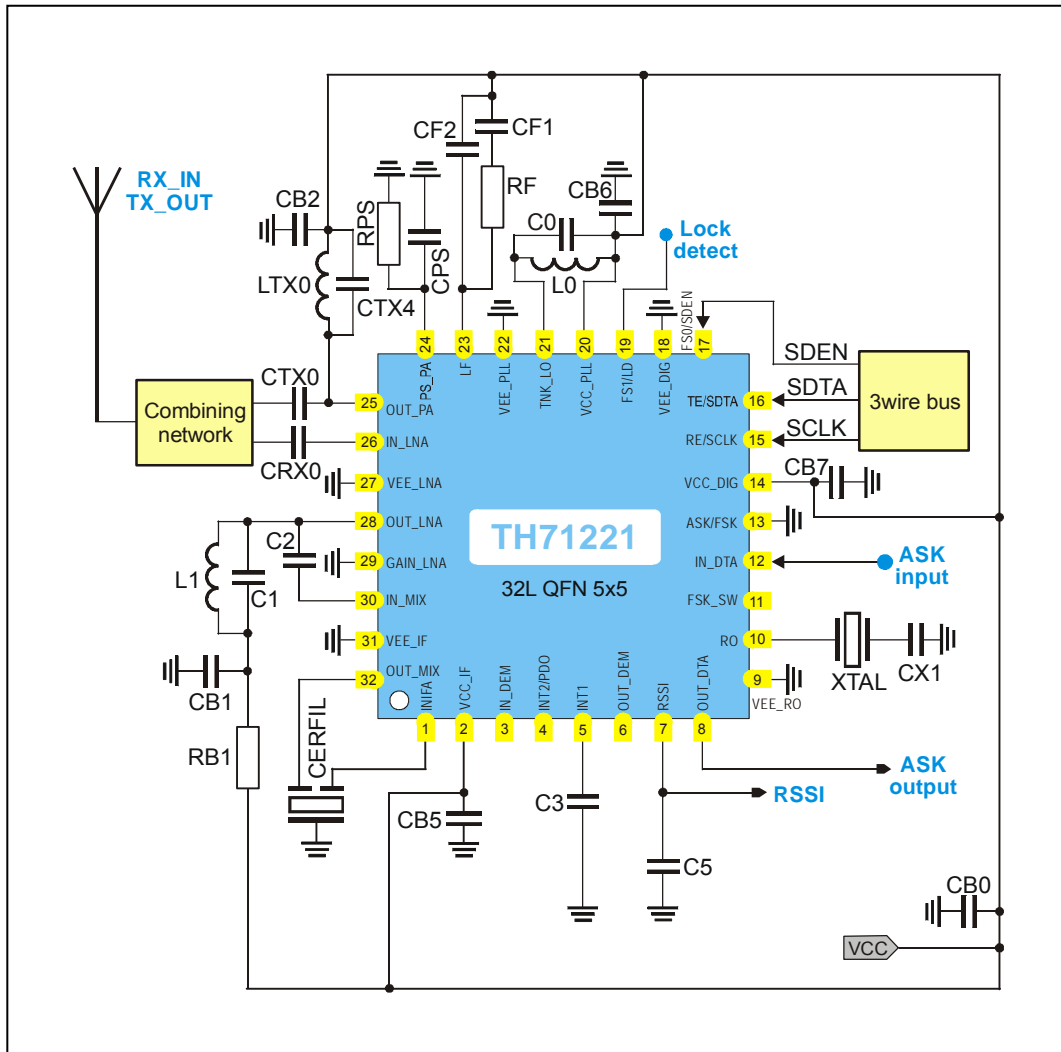 RX_IN
TX_OUT
CB2
LTX0
CTX4
RPS
CPS
CF2
CF1
RF
CB6
C0
L0
Lock
detect
FS0/SDEN
SDEN
SDTA
SCLK
3wire bus
CB7
24
23
22
21
20
19
18
17
PS_PA
LF
VEE_PLL
TNK_LO
VCC_PLL
FS1/LD
VEE_DIG
Combining
network
CTX0
CRX0
25
OUT_PA
26
IN_LNA
27
VEE_LNA
28
OUT_LNA
29
GAIN_LNA
30
IN_MIX
31
VEE_IF
32
OUT_MIX
TE/SDTA
16
RE/SCLK
15
VCC_DIG
14
ASK/FSK
13
IN_DTA
12
FSK_SW
11
RO
10
9
VEE_RO
TH71221
32L QFN 5x5
ASK
input
XTAL
CX1
C2
L1
C1
CB1
RB1
INIFA
VCC_IF
IN_DEM
INT2/PDO
INT1
OUT_DEM
RSSI
OUT_DTA
1
2
3
4
5
6
7
8
CERFIL
CB5
C3
C5
RSSI
ASK
output
CB0
VCC